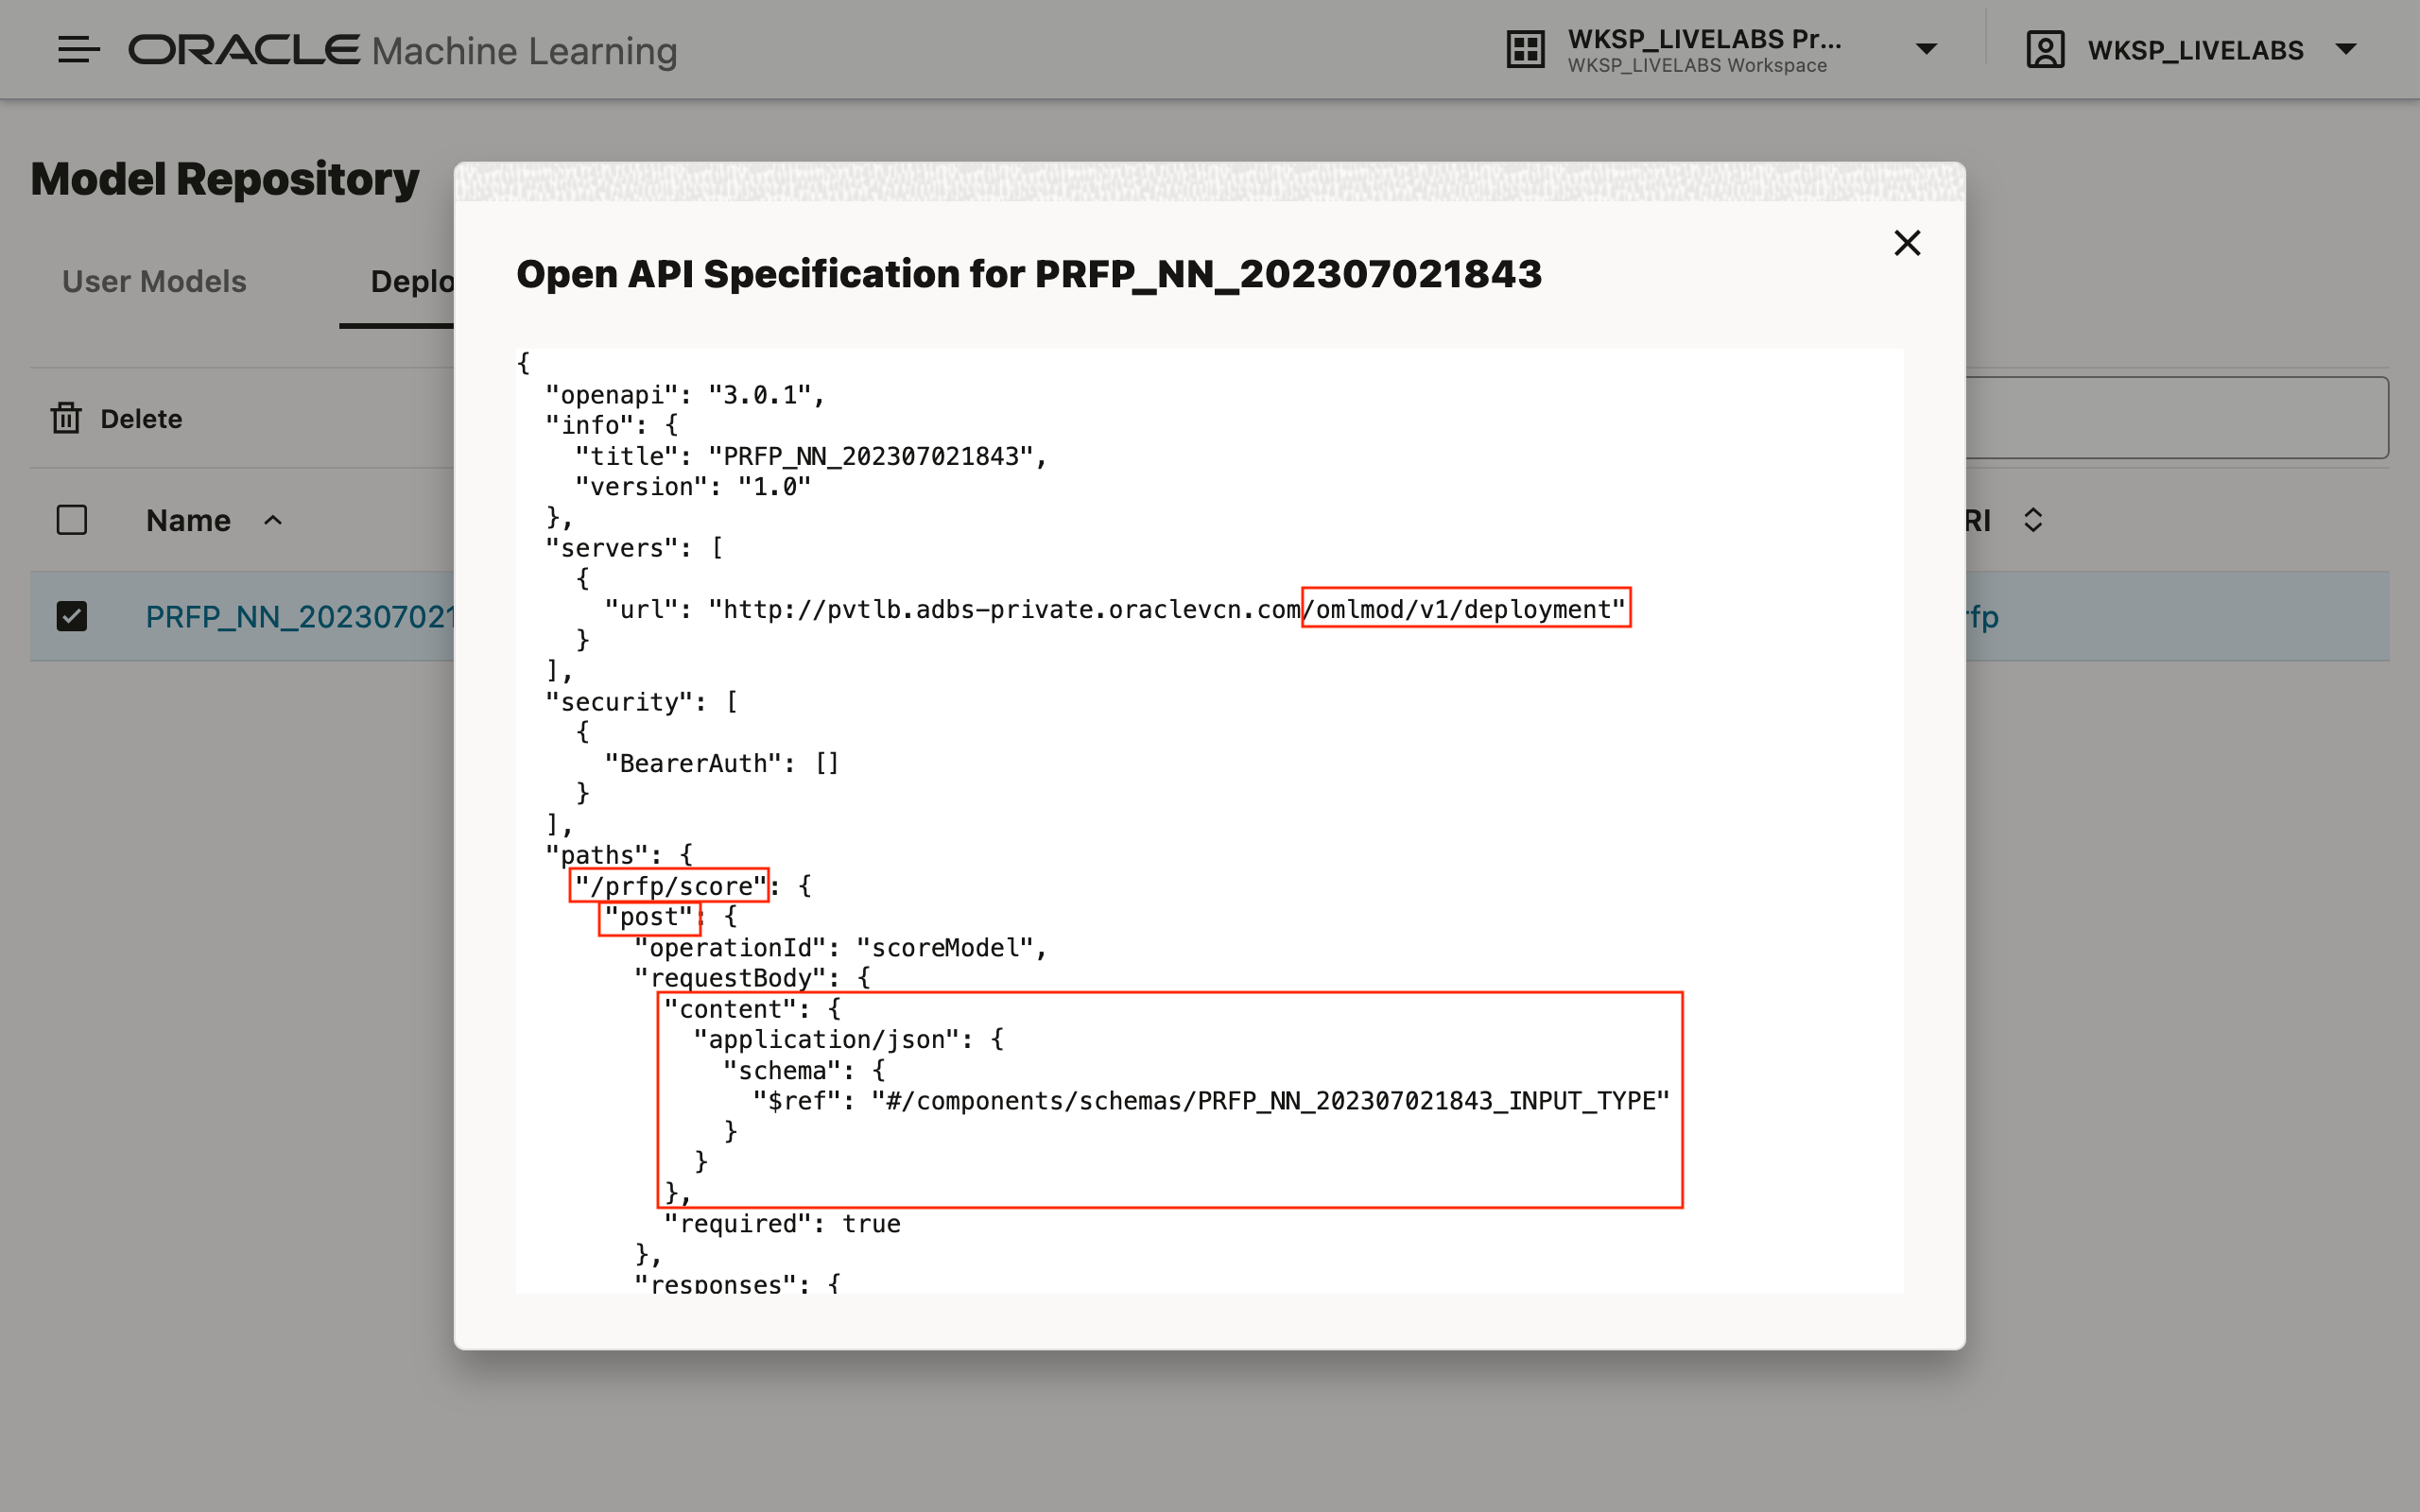 ORACLE Machine Learning
WKSP_LIVELABS Pr...
WKSP_LIVELABS Workspace
WKSP_LIVELABS
Model Repository
User Models
Deplo
Delete
Name
RI
PRFP_NN_20230702
fp
Open API Specification for PRFP_NN_202307021843
{
  "openapi": "3.0.1",
  "info": {
    "title": "PRFP_NN_202307021843",
    "version": "1.0"
  },
  "servers": [
    {
      "url": "http://pvtlb.adbs-private.oraclevcn.com/omlmod/v1/deployment"
    }
  ],
  "security": [
    {
      "BearerAuth": []
    }
  ],
  "paths": {
    "/prfp/score": {
      "post": {
        "operationId": "scoreModel",
        "requestBody": {
          "content": {
            "application/json": {
              "schema": {
                "$ref": "#/components/schemas/PRFP_NN_202307021843_INPUT_TYPE"
              }
            }
          },
          "required": true
        },
        "responses": {